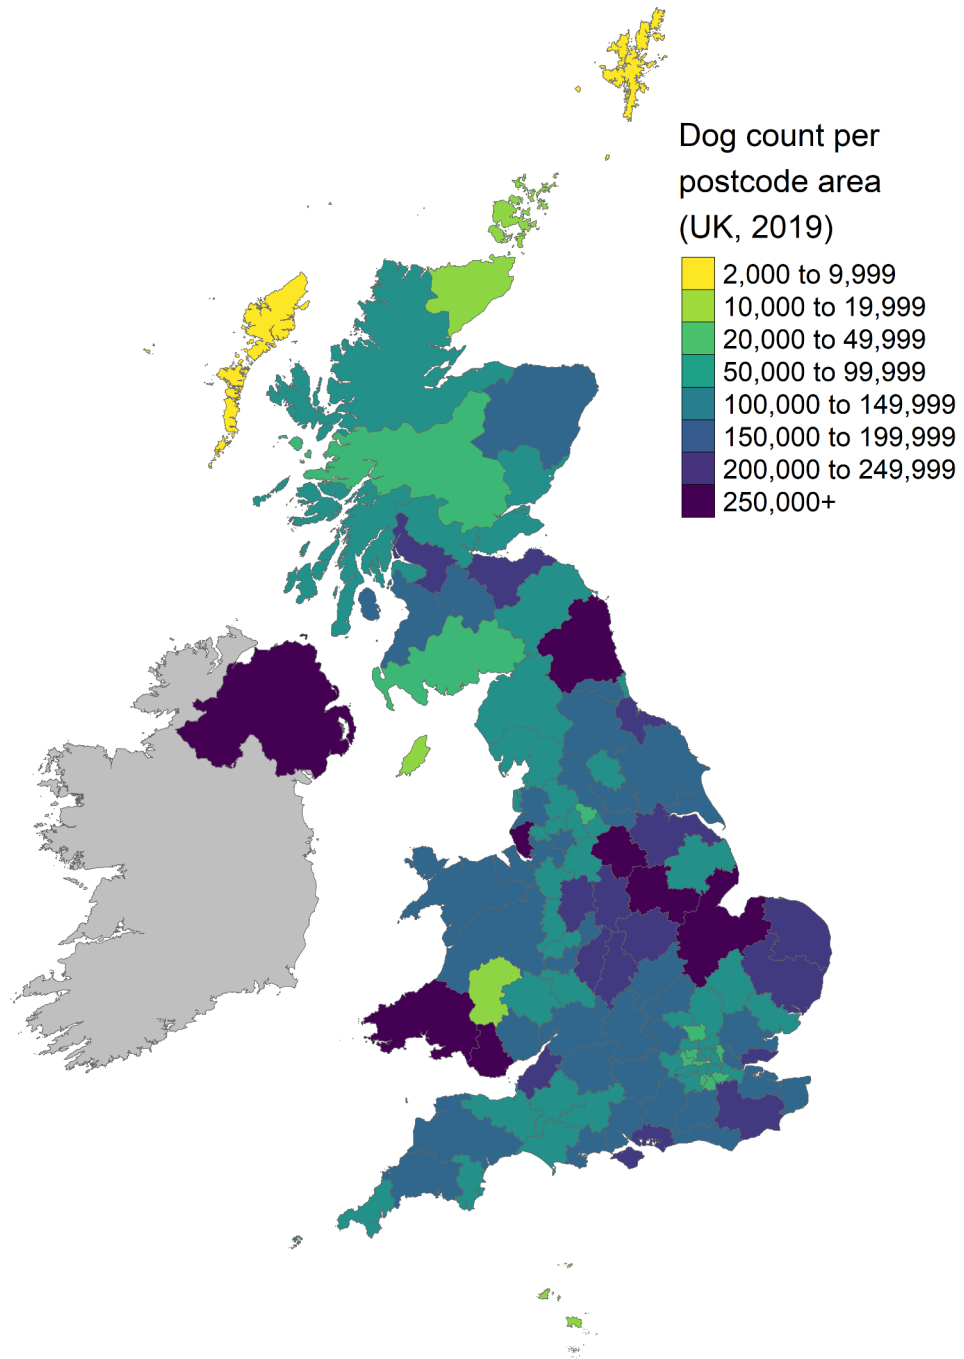 Dog count per
postcode area
(UK, 2019)
2,000 to 9,999
10,000 to 19,999
20,000 to 49,999
50,000 to 99,999
100,000 to 149,999
150,000 to 199,999
200,000 to 249,999
250,000+